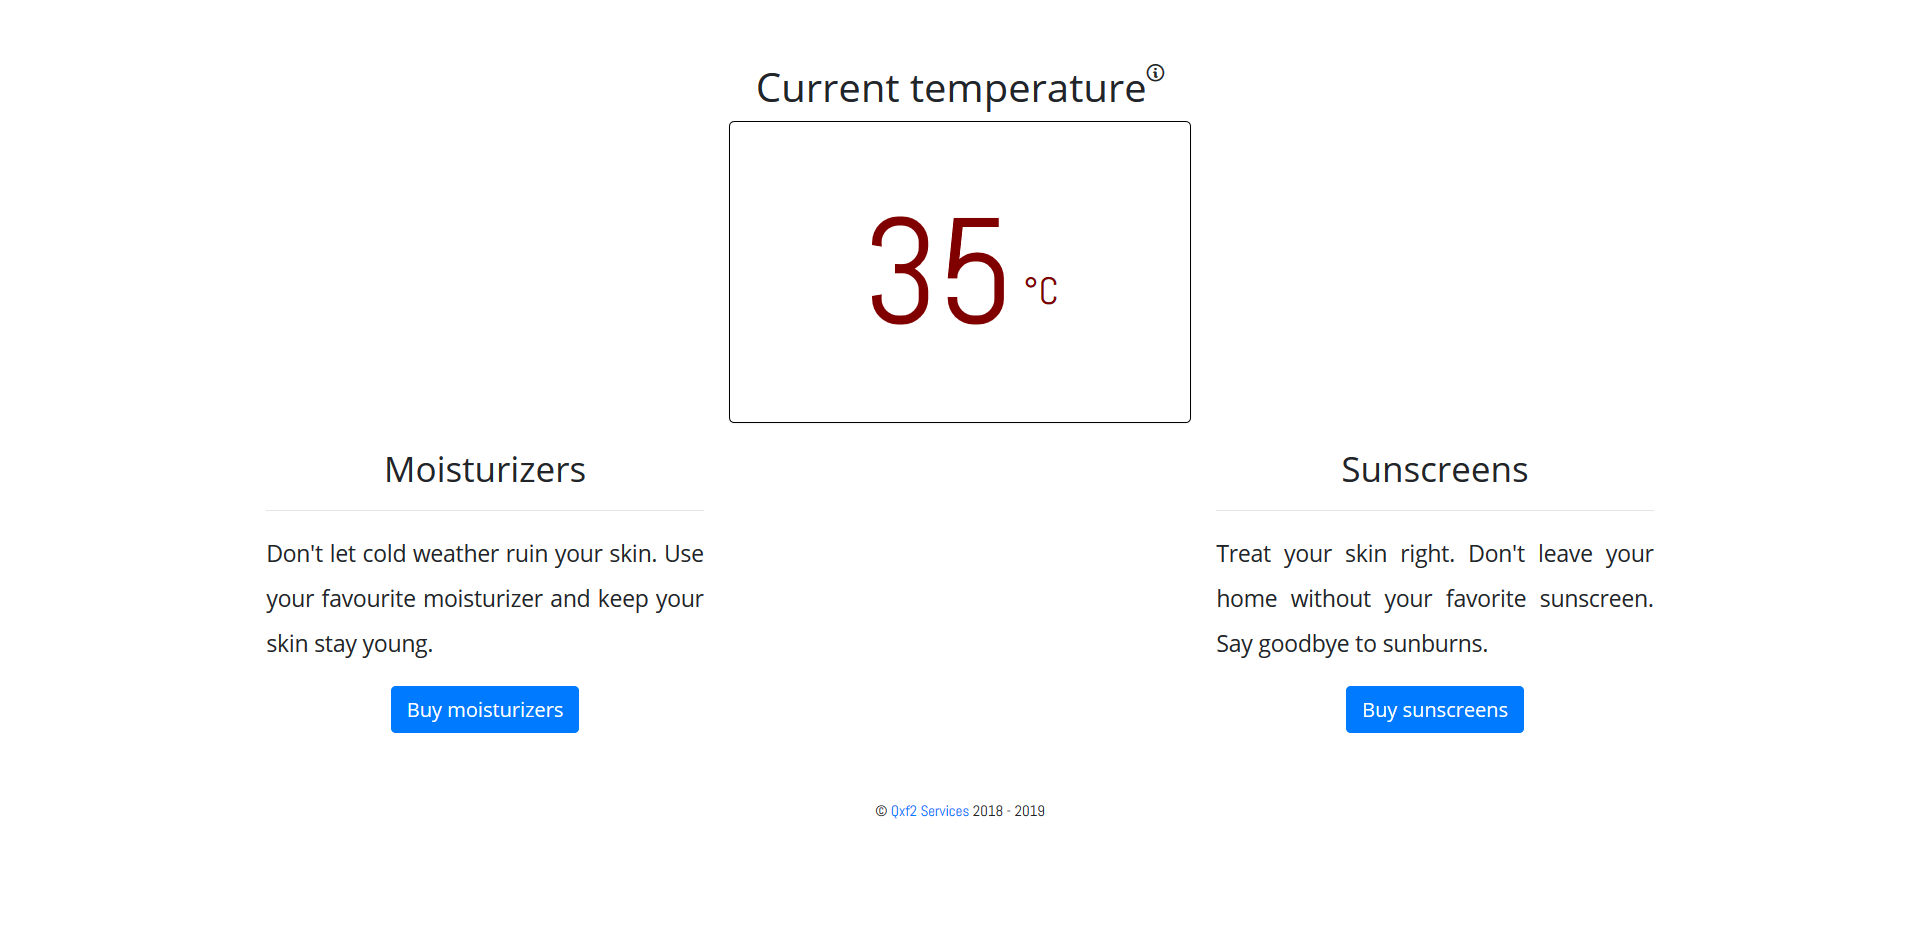 Current temperature
35 °C
Moisturizers
Don't let cold weather ruin your skin. Use
your favourite moisturizer and keep your
skin stay young.
Buy moisturizers
Sunscreens
Treat your skin right. Don't leave your
home without your favorite sunscreen.
Say goodbye to sunburns.
Buy sunscreens
© Qxf2 Services 2018 - 2019